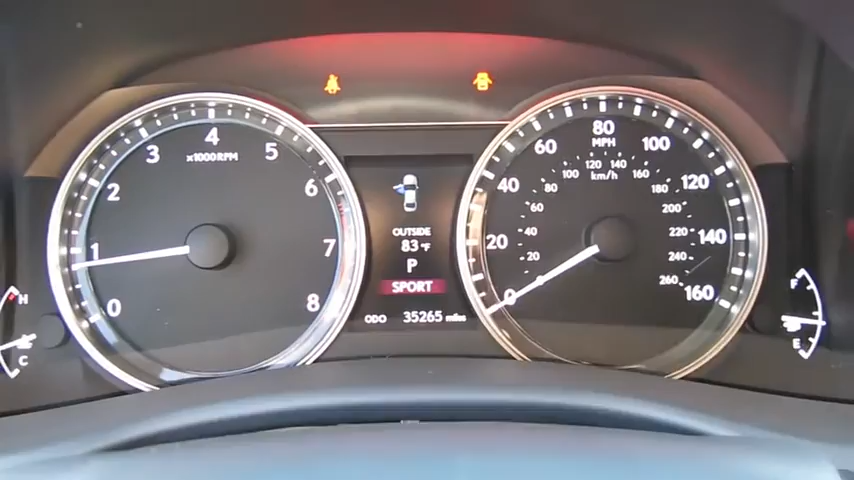 0 1 2 3 4 5 6 7 8
x1000RPM
H
C
OUTSIDE
83°F
P
SPORT
ODO 35265 miles
0 20 40 60 80 100 120 140 160
MPH
20 40 60 80 100 120 140 160 180 200 220 240 260
km/h
F
E